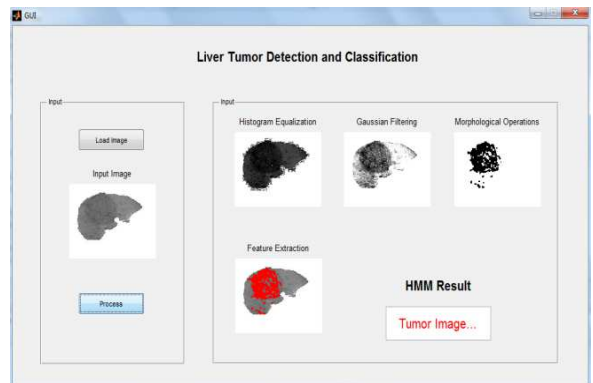 GUI
Liver Tumor Detection and Classification
Input
Load Image
Input Image
Process
Input
Histogram Equalization Gaussian Filtering Morphological Operations
Feature Extraction
HMM Result
Tumor Image...